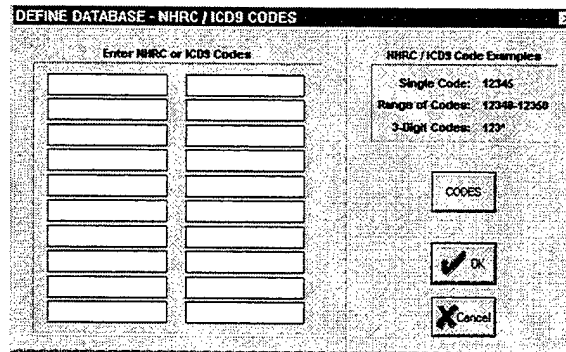 DEFINE DATABASE - NHRC / ICD9 CODES
Enter NHRC or ICD9 Codes
NHRC / ICD9 Code Examples
Single Code: 12345
Range of Codes: 12340-12350
3-Digit Codes: 123*
CODES
OK
Cancel